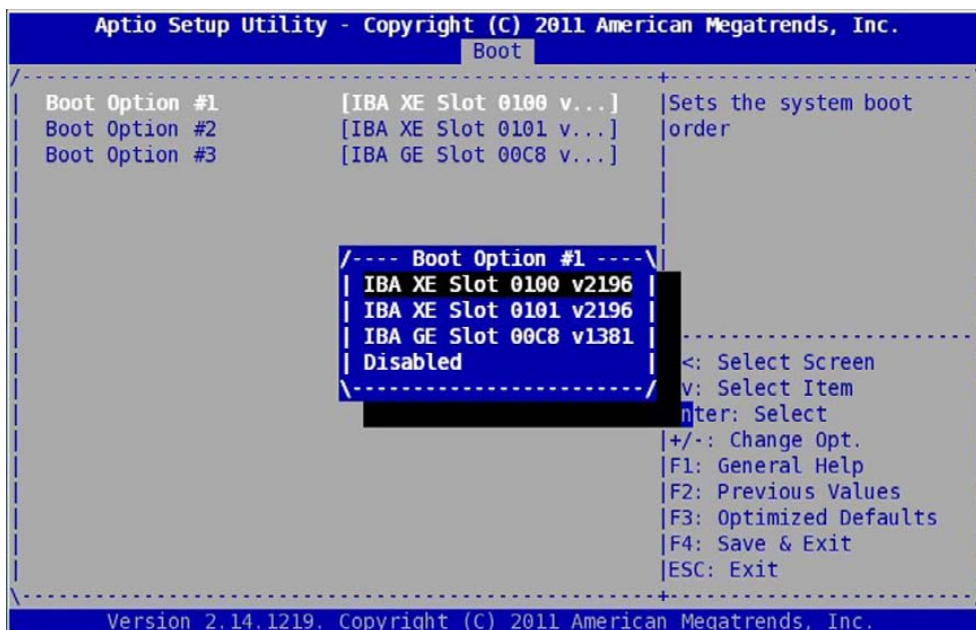 Aptio Setup Utility - Copyright (C) 2011 American Megatrends, Inc.
Boot
Boot Option #1 [IBA XE Slot 0100 v...]
Boot Option #2 [IBA XE Slot 0101 v...]
Boot Option #3 [IBA GE Slot 00C8 v...]
Sets the system boot
order
Boot Option #1
IBA XE Slot 0100 v2196
IBA XE Slot 0101 v2196
IBA GE Slot 00C8 v1381
Disabled
<: Select Screen
v: Select Item
nter: Select
+/-: Change Opt.
F1: General Help
F2: Previous Values
F3: Optimized Defaults
F4: Save & Exit
ESC: Exit
Version 2.14.1219. Copyright (C) 2011 American Megatrends, Inc.